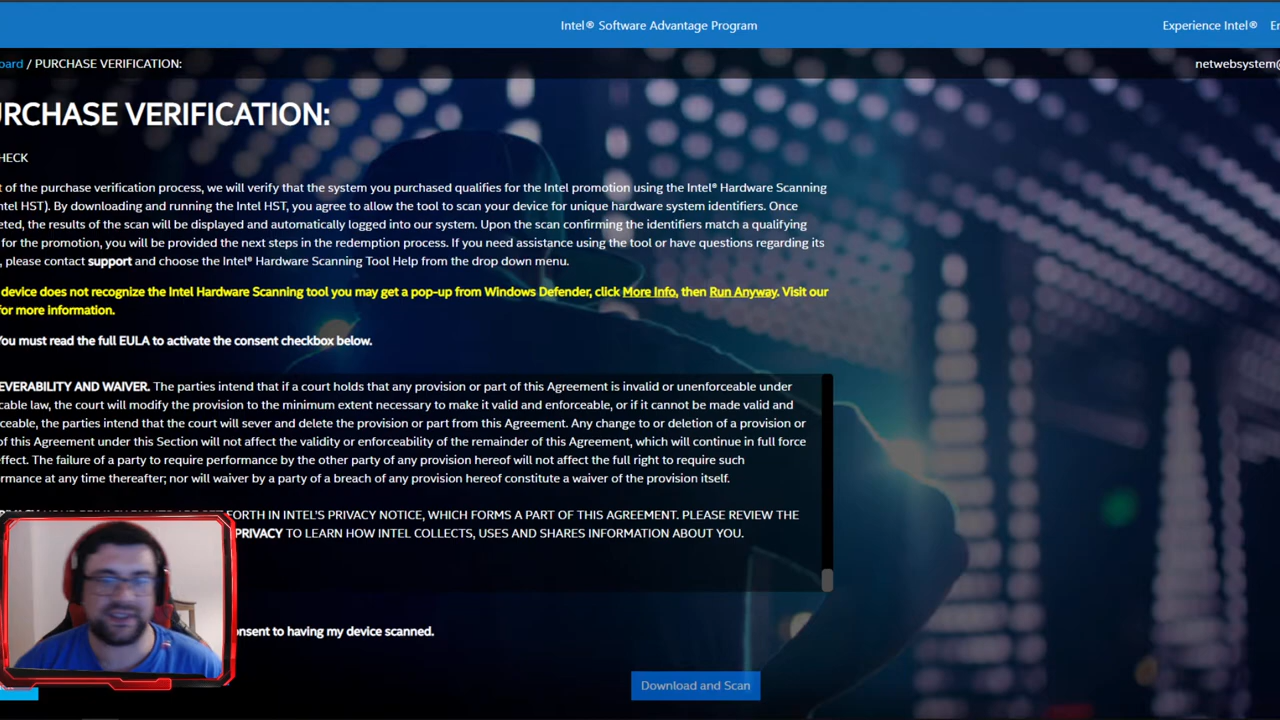 Intel® Software Advantage Program
Experience Intel®
/ PURCHASE VERIFICATION:
VERIFICATION:
of the purchase verification process, we will verify that the system you purchased qualifies for the Intel promotion using the Intel® Hardware Scanning
HST). By downloading and running the Intel HST, you agree to allow the tool to scan your device for unique hardware system identifiers. Once
the results of the scan will be displayed and automatically logged into our system. Upon the scan confirming the identifiers match a qualifying
for the promotion, you will be provided the next steps in the redemption process. If you need assistance using the tool or have questions regarding its
, please contact support and choose the Intel® Hardware Scanning Tool Help from the drop down menu.
device does not recognize the Intel Hardware Scanning tool you may get a pop-up from Windows Defender, click More Info, then Run Anyway. Visit our
for more information.
You must read the full EULA to activate the consent checkbox below.
AND WAIVER. The parties intend that if a court holds that any provision or part of this Agreement is invalid or unenforceable under
law, the court will modify the provision to the minimum extent necessary to make it valid and enforceable, or if it cannot be made valid and
the parties intend that the court will sever and delete the provision or part from this Agreement. Any change to or deletion of a provision or
of this Agreement under this Section will not affect the validity or enforceability of the remainder of this Agreement, which will continue in full force
effect. The failure of a party to require performance by the other party of any provision hereof will not affect the full right to require such
at any time thereafter; nor will waiver by a party of a breach of any provision hereof constitute a waiver of the provision itself.
FORTH IN INTEL'S PRIVACY NOTICE, WHICH FORMS A PART OF THIS AGREEMENT. PLEASE REVIEW THE
PRIVACY TO LEARN HOW INTEL COLLECTS, USES AND SHARES INFORMATION ABOUT YOU.
to having my device scanned.
Download and Scan